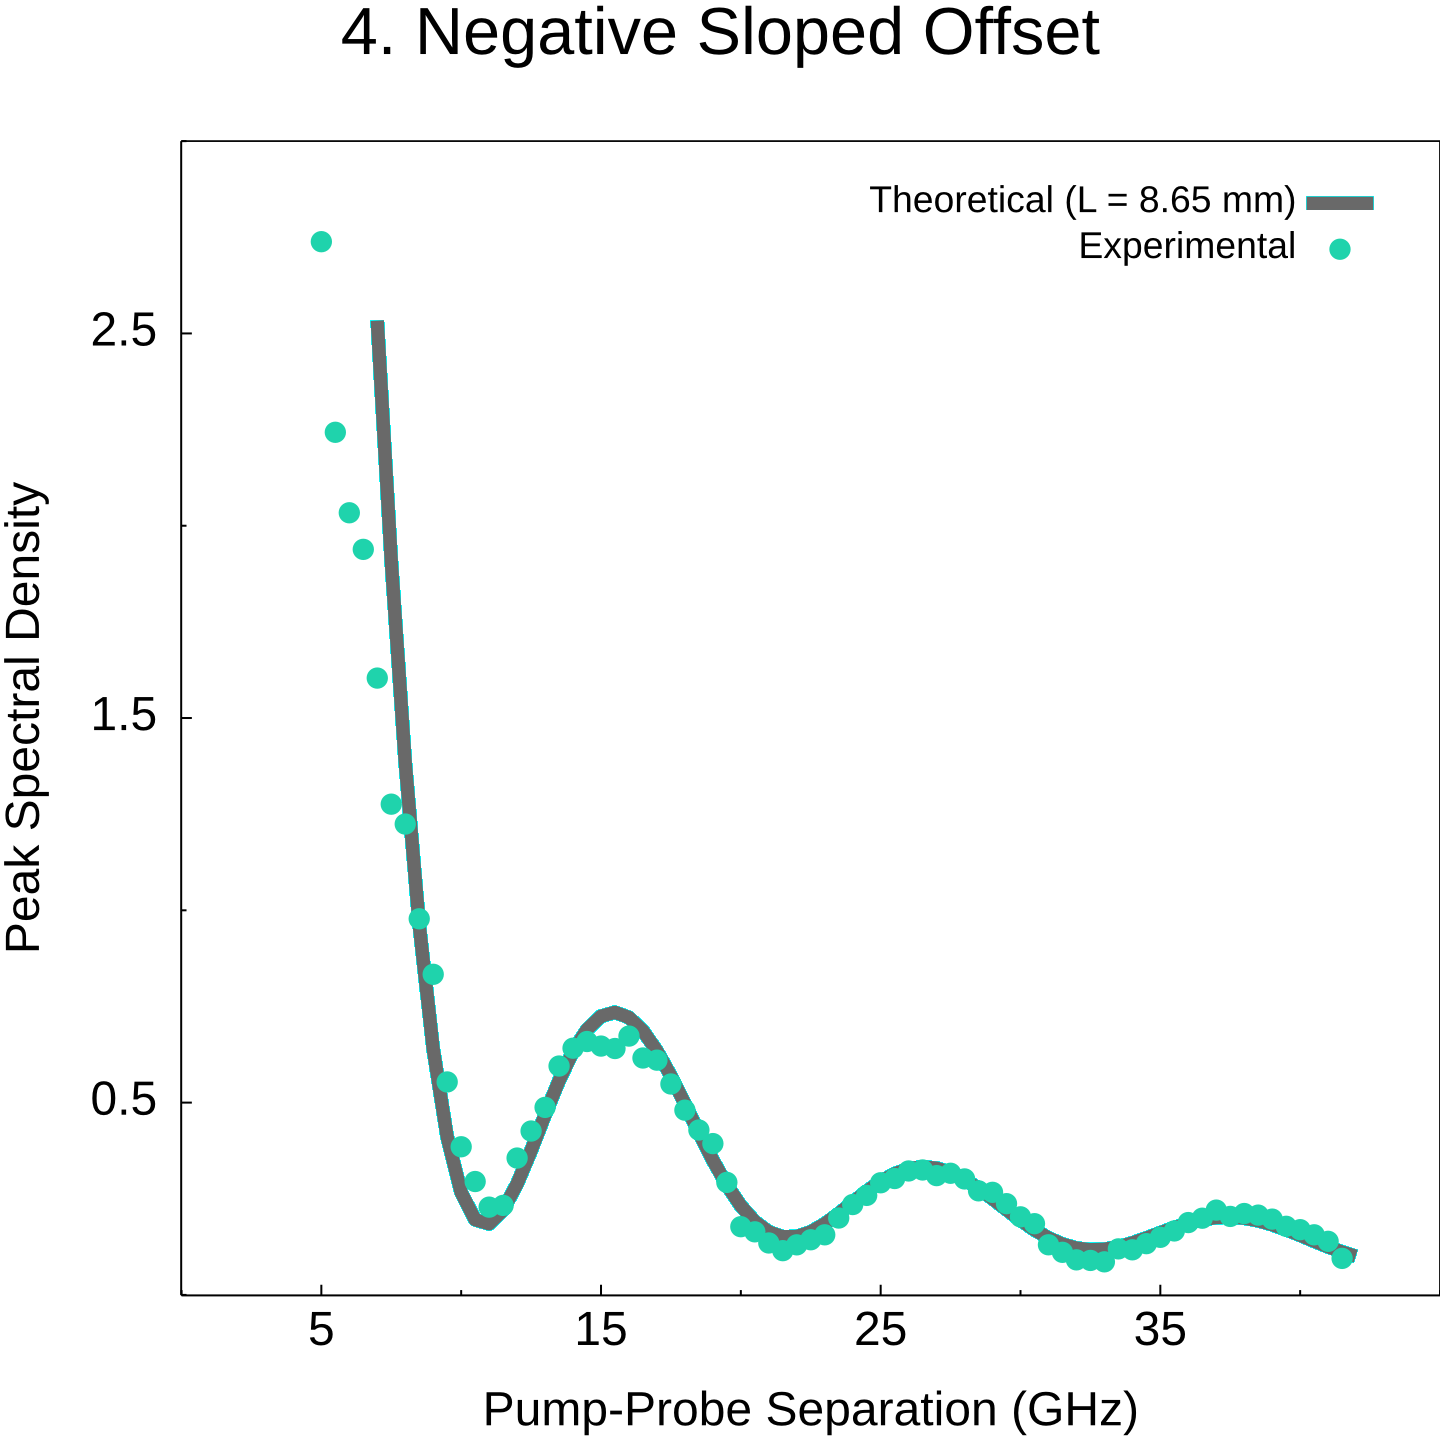 4. Negative Sloped Offset
Theoretical (L = 8.65 mm)
Experimental
2.5
1.5
0.5
Peak Spectral Density
5 15 25 35
Pump-Probe Separation (GHz)